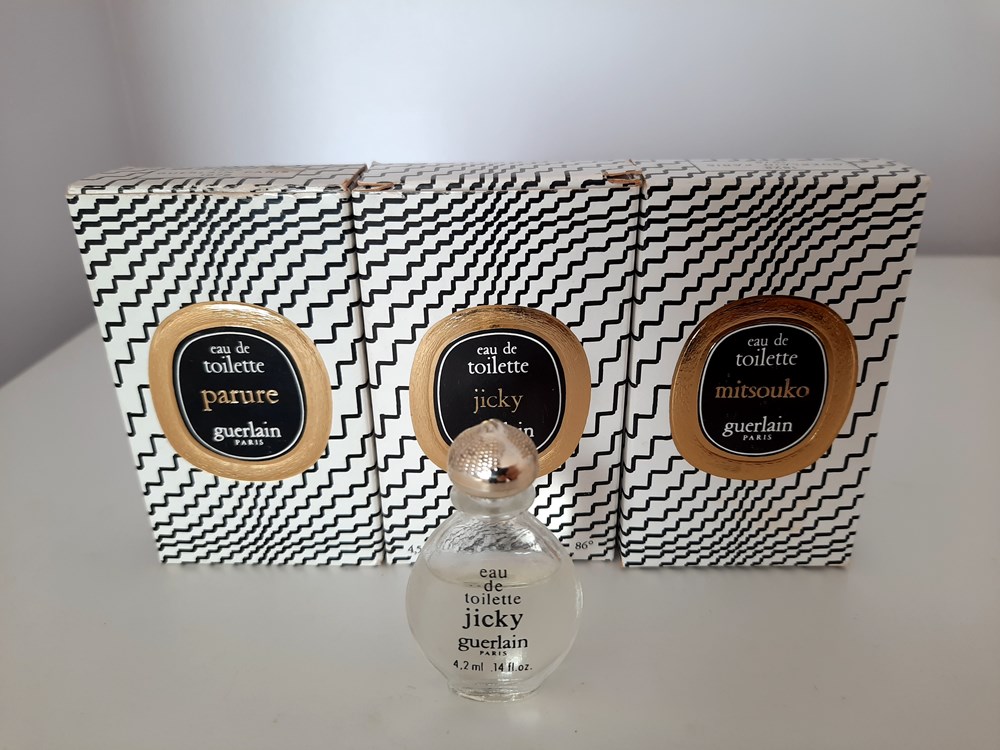 eau de
toilette
parure
guerlain
PARIS
eau de
toilette
jicky
eau de
toilette
mitsouko
guerlain
PARIS
86°
eau
de
toilette
jicky
guerlain
PARIS
4,2 ml .14 fl.oz.